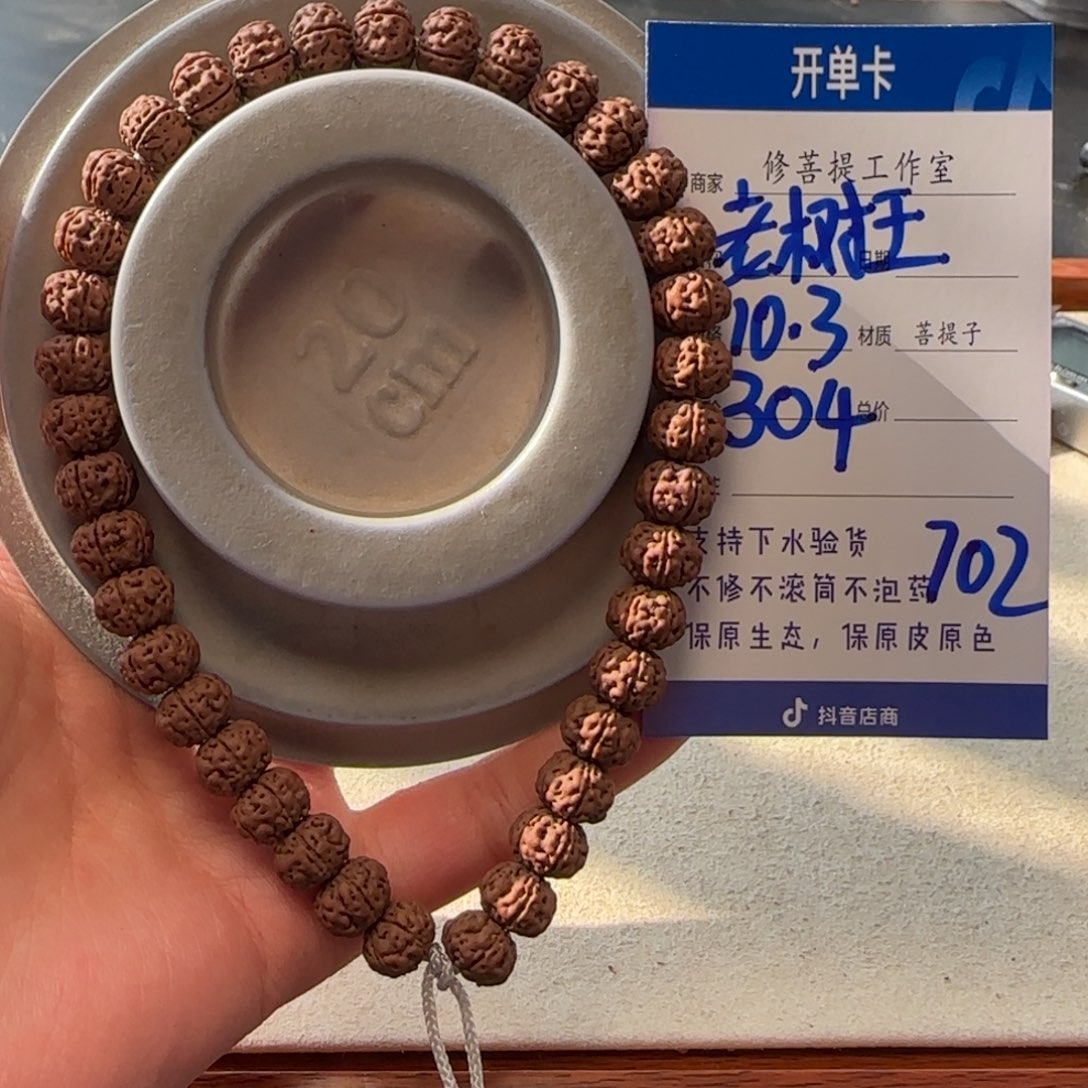 20
cm
开单卡
商家 修菩提工作室
老树王
日期
10.3 材质 菩提子
304 总价
支持下水验货
702
不修不滚筒不泡药
保原生态，保原皮原色
抖音店商